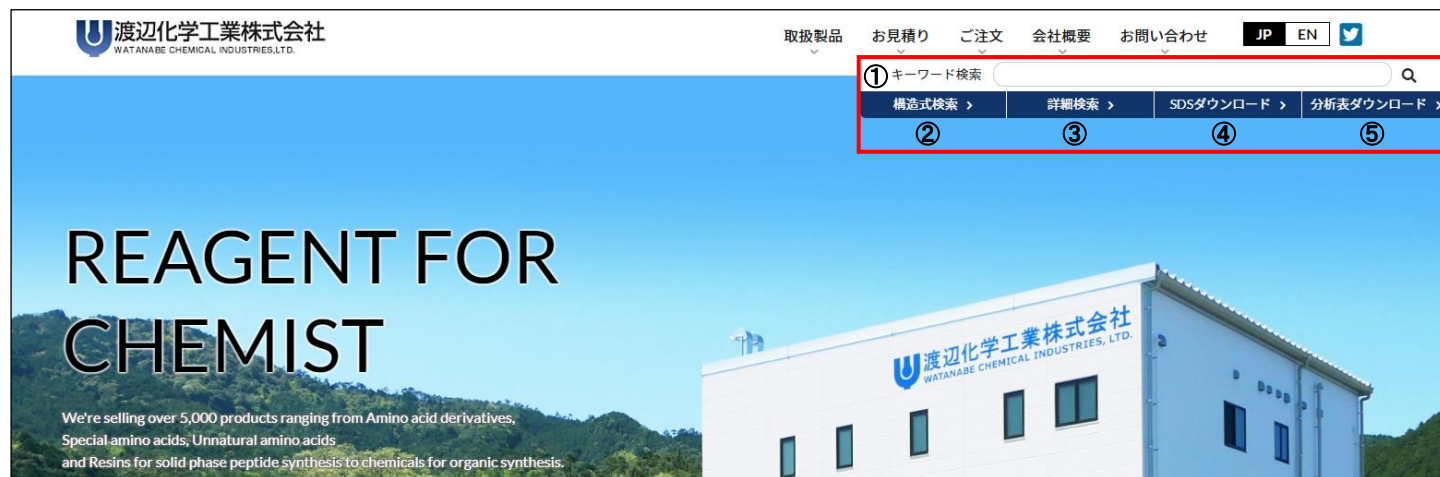 渡辺化学工業株式会社
WATANABE CHEMICAL INDUSTRIES,LTD.
取扱製品 お見積り ご注文 会社概要 お問い合わせ JP EN
① キーワード検索
構造式検索 詳細検索 SDSダウンロード 分析表ダウンロード
② ③ ④ ⑤
REAGENT FOR
CHEMIST
渡辺化学工業株式会社
WATANABE CHEMICAL INDUSTRIES, LTD.
We're selling over 5,000 products ranging from Amino acid derivatives,
Special amino acids, Unnatural amino acids
and Resins for solid phase peptide synthesis to chemicals for organic synthesis.